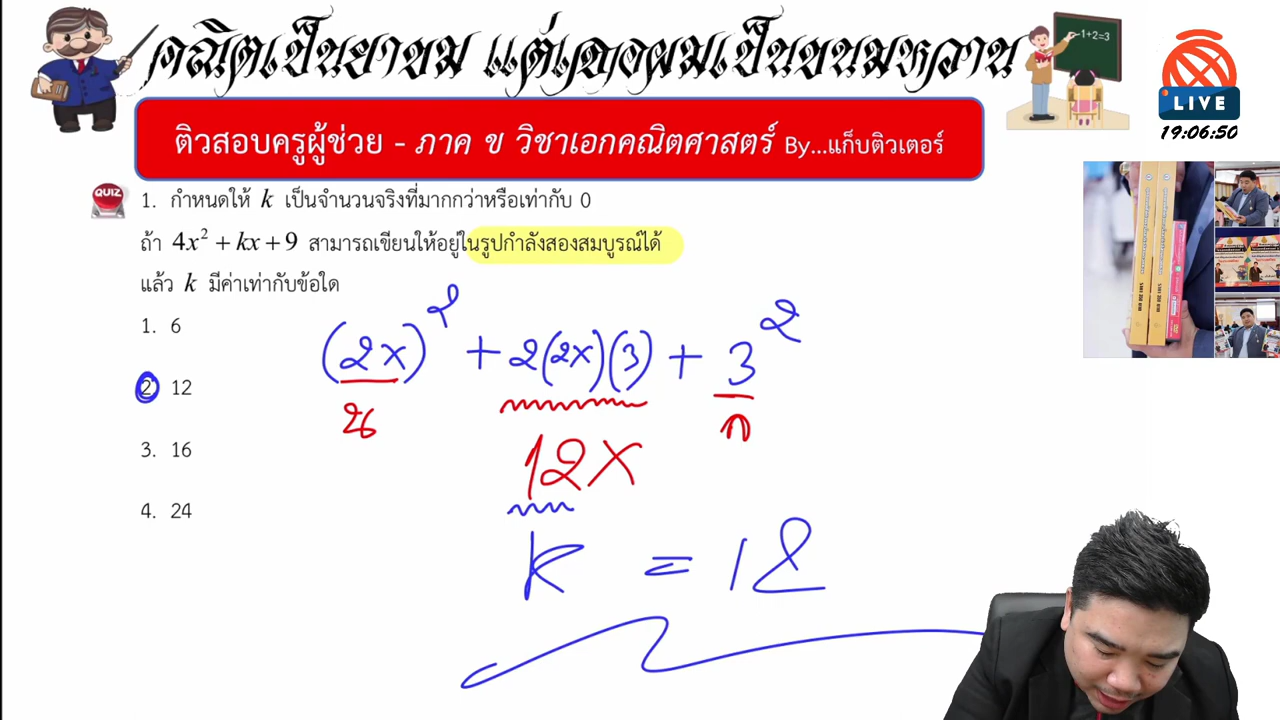 คณิตเป็นยาขม แต่เจอผมเป็นขนมหวาน
-1+2=3
LIVE
19:06:50
ติวสอบครูผู้ช่วย - ภาค ข วิชาเอกคณิตศาสตร์ By...แก็บติวเตอร์
QUIZ
1. กำหนดให้ k เป็นจำนวนจริงที่มากกว่าหรือเท่ากับ 0
ถ้า 4x² + kx + 9 สามารถเขียนให้อยู่ในรูปกำลังสองสมบูรณ์ได้
แล้ว k มีค่าเท่ากับข้อใด
1. 6
(2x)² + 2(2x)(3) + 3²
2. 12
น ก
12x
3. 16
4. 24
k = 12